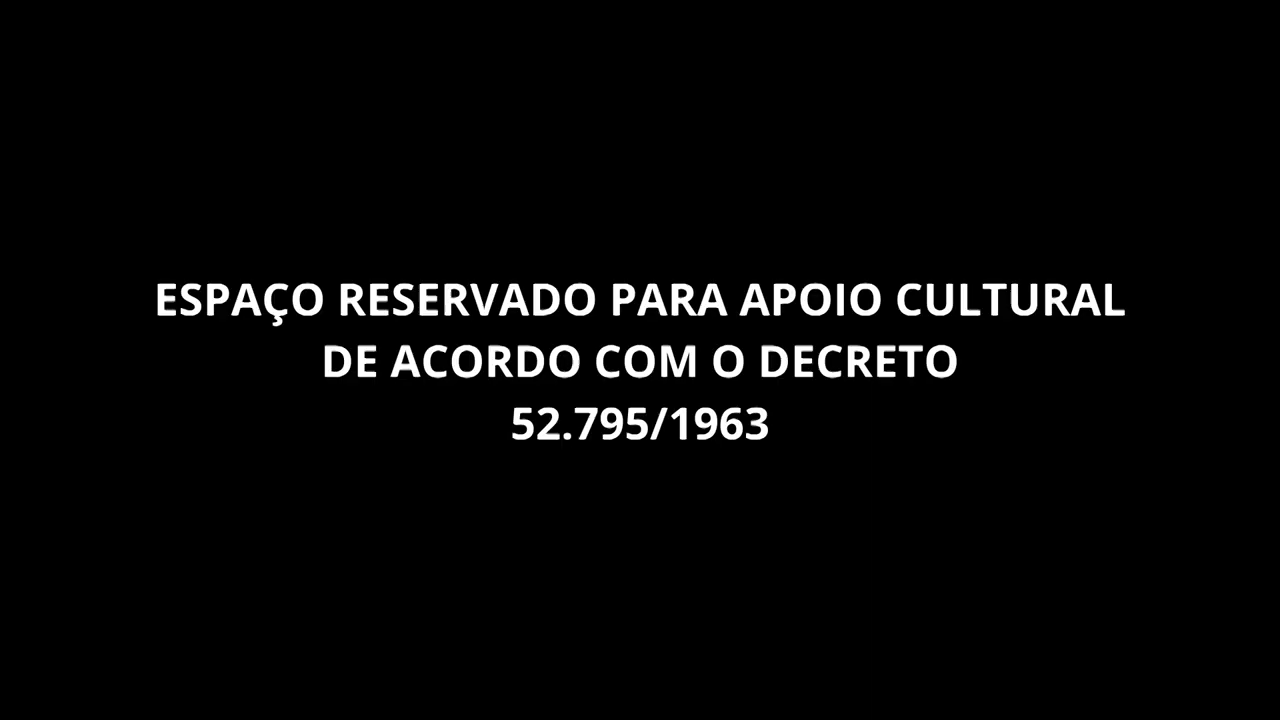 ESPAÇO RESERVADO PARA APOIO CULTURAL
DE ACORDO COM O DECRETO
52.795/1963